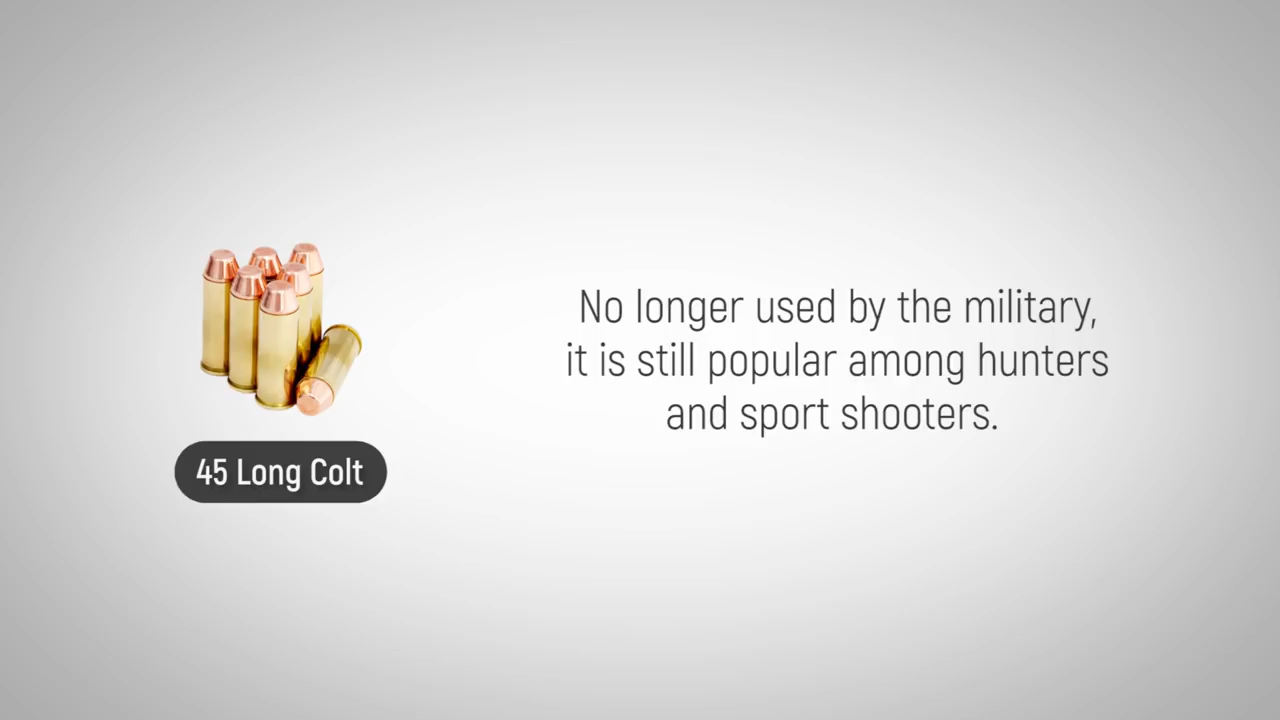 No longer used by the military,
it is still popular among hunters
and sport shooters.
45 Long Colt